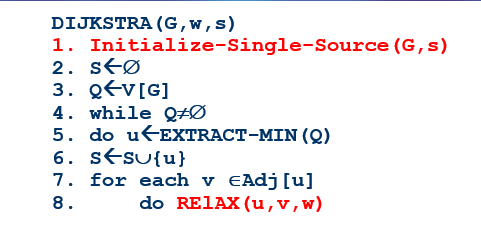 DIJKSTRA(G,w,s)
1. Initialize-Single-Source(G,s)
2. S←∅
3. Q←V[G]
4. while Q≠∅
5. do u←EXTRACT-MIN(Q)
6. S←S∪{u}
7. for each v ∈Adj[u]
8. do RElAX(u,v,w)